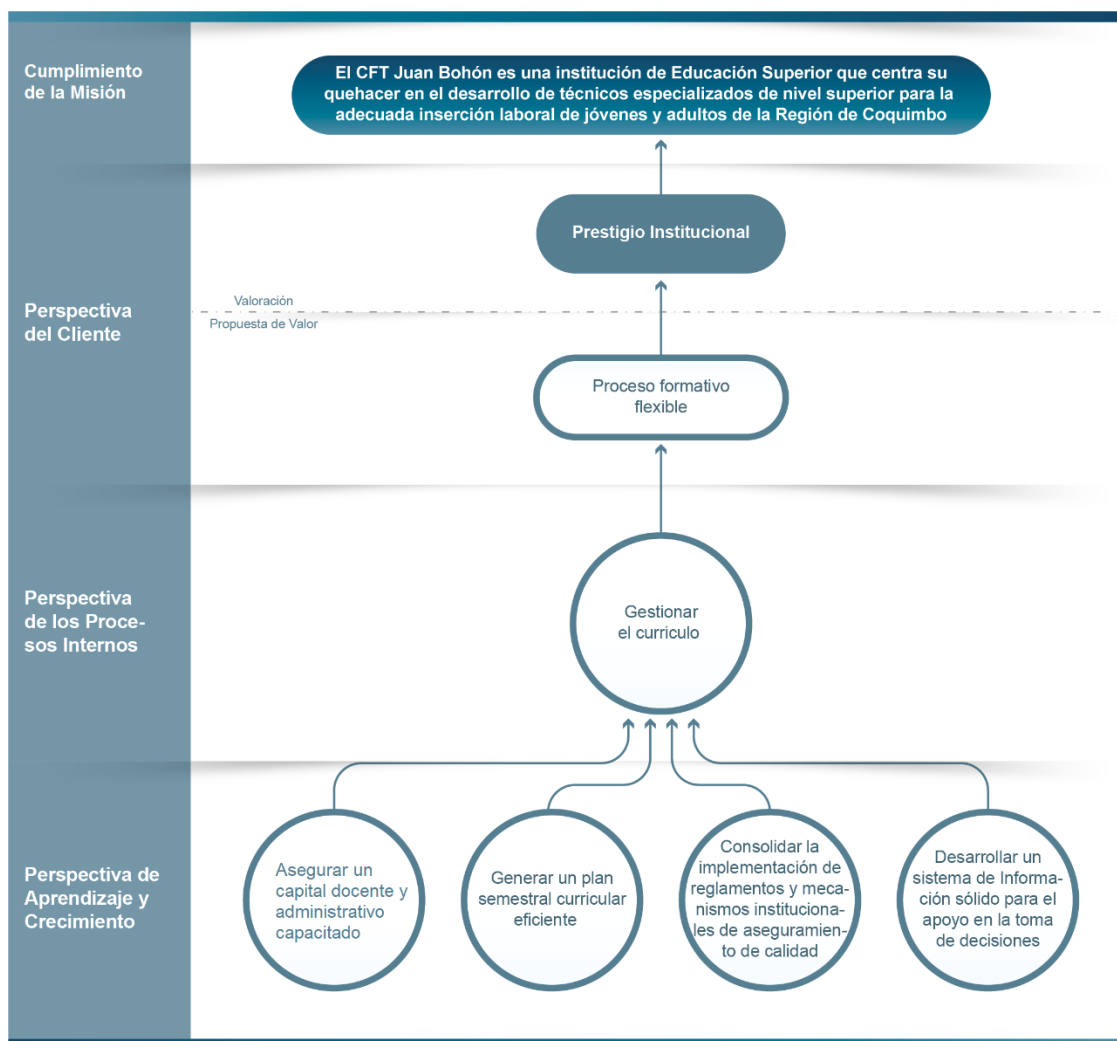 Cumplimiento
de la Misión
El CFT Juan Bohón es una institución de Educación Superior que centra su
quehacer en el desarrollo de técnicos especializados de nivel superior para la
adecuada inserción laboral de jóvenes y adultos de la Región de Coquimbo
Prestigio Institucional
Perspectiva
del Cliente
Valoración
Propuesta de Valor
Proceso formativo
flexible
Perspectiva
de los Proce-
sos Internos
Gestionar
el curriculo
Perspectiva de
Aprendizaje y
Crecimiento
Asegurar un
capital docente y
administrativo
capacitado
Generar un plan
semestral curricular
eficiente
Consolidar la
implementación de
reglamentos y meca-
nismos instituciona-
les de aseguramien-
to de calidad
Desarrollar un
sistema de Informa-
ción sólido para el
apoyo en la toma
de decisiones